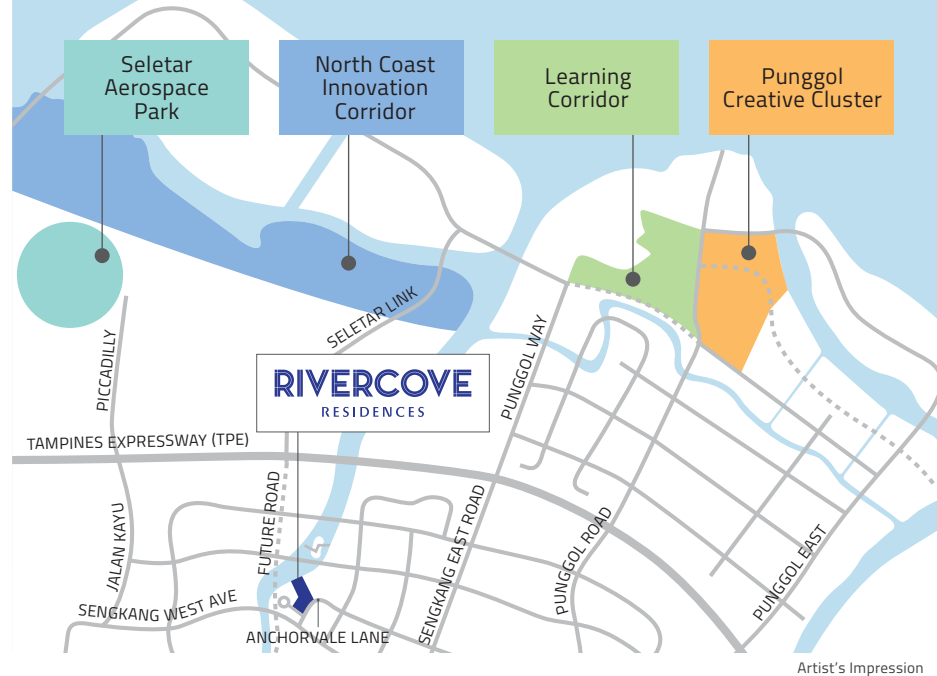 Seletar
Aerospace
Park
North Coast
Innovation
Corridor
Learning
Corridor
Punggol
Creative Cluster
SELETAR LINK
PICCADILLY
PUNGGOL WAY
RIVERCOVE
RESIDENCES
TAMPINES EXPRESSWAY (TPE)
FUTURE ROAD
JALAN KAYU
SENGKANG EAST ROAD
PUNGGOL ROAD
PUNGGOL EAST
SENGKANG WEST AVE
ANCHORVALE LANE
Artist's Impression